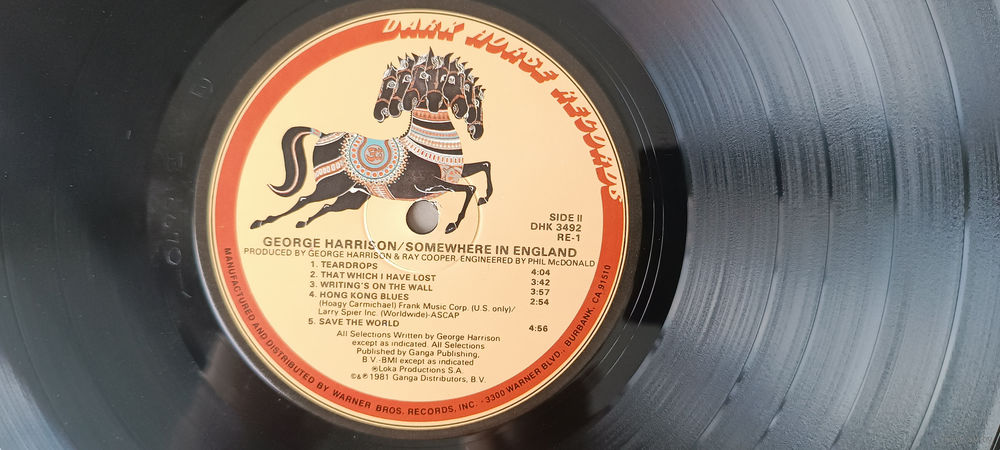 DARK HORSE RECORDS
SIDE II
DHK 3492
RE-1
GEORGE HARRISON/SOMEWHERE IN ENGLAND
PRODUCED BY GEORGE HARRISON & RAY COOPER. ENGINEERED BY PHIL McDONALD
1. TEARDROPS 4:04
2. THAT WHICH I HAVE LOST 3:42
3. WRITING'S ON THE WALL 3:57
4. HONG KONG BLUES 2:54
(Hoagy Carmichael) Frank Music Corp. (U.S. only)/
Larry Spier Inc. (Worldwide)-ASCAP
5. SAVE THE WORLD 4:56
All Selections Written by George Harrison
except as indicated. All Selections
Published by Ganga Publishing,
B.V.-BMI except as indicated
℗Loka Productions S.A.
©&℗1981 Ganga Distributors, B.V.
MANUFACTURED AND DISTRIBUTED BY WARNER BROS. RECORDS, INC. · 3300 WARNER BLVD., BURBANK, CA. 91510